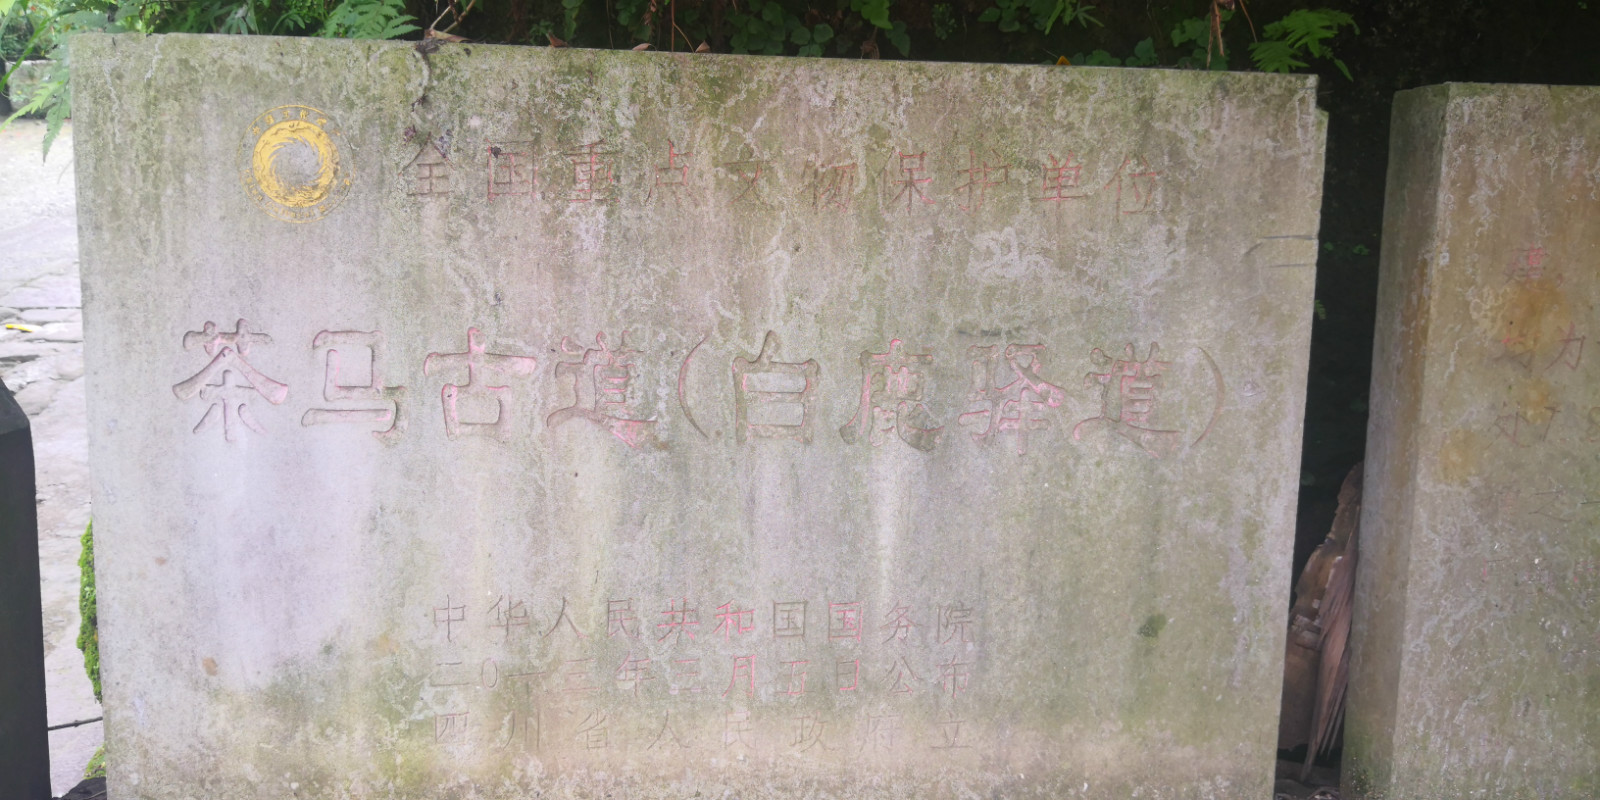 全国重点文物保护单位
茶马古道(白鹿驿道)
中华人民共和国国务院
二〇一三年三月五日公布
四川省人民政府立